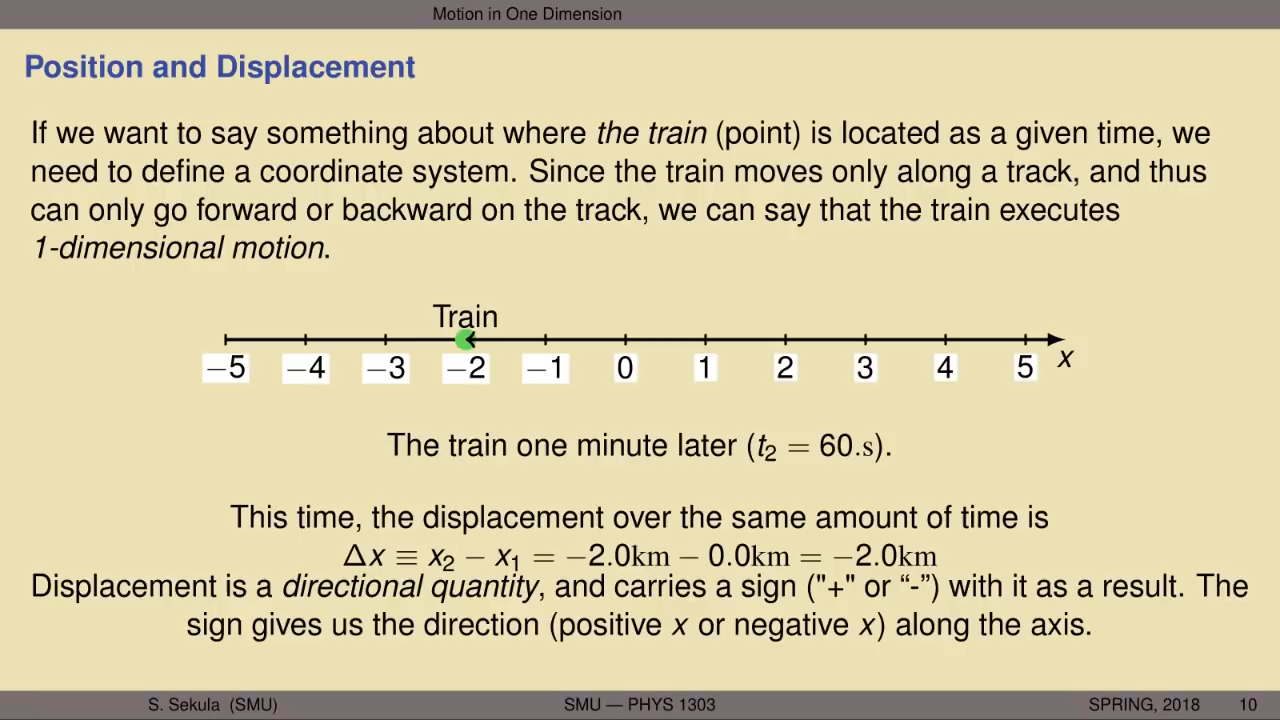 Motion in One Dimension
Position and Displacement
If we want to say something about where the train (point) is located as a given time, we
need to define a coordinate system. Since the train moves only along a track, and thus
can only go forward or backward on the track, we can say that the train executes
1-dimensional motion.
Train
−5 −4 −3 −2 −1 0 1 2 3 4 5 x
The train one minute later (t₂ = 60.s).
This time, the displacement over the same amount of time is
Δx ≡ x₂ − x₁ = −2.0km − 0.0km = −2.0km
Displacement is a directional quantity, and carries a sign ("+" or “-”) with it as a result. The
sign gives us the direction (positive x or negative x) along the axis.
S. Sekula (SMU) SMU — PHYS 1303 SPRING, 2018 10